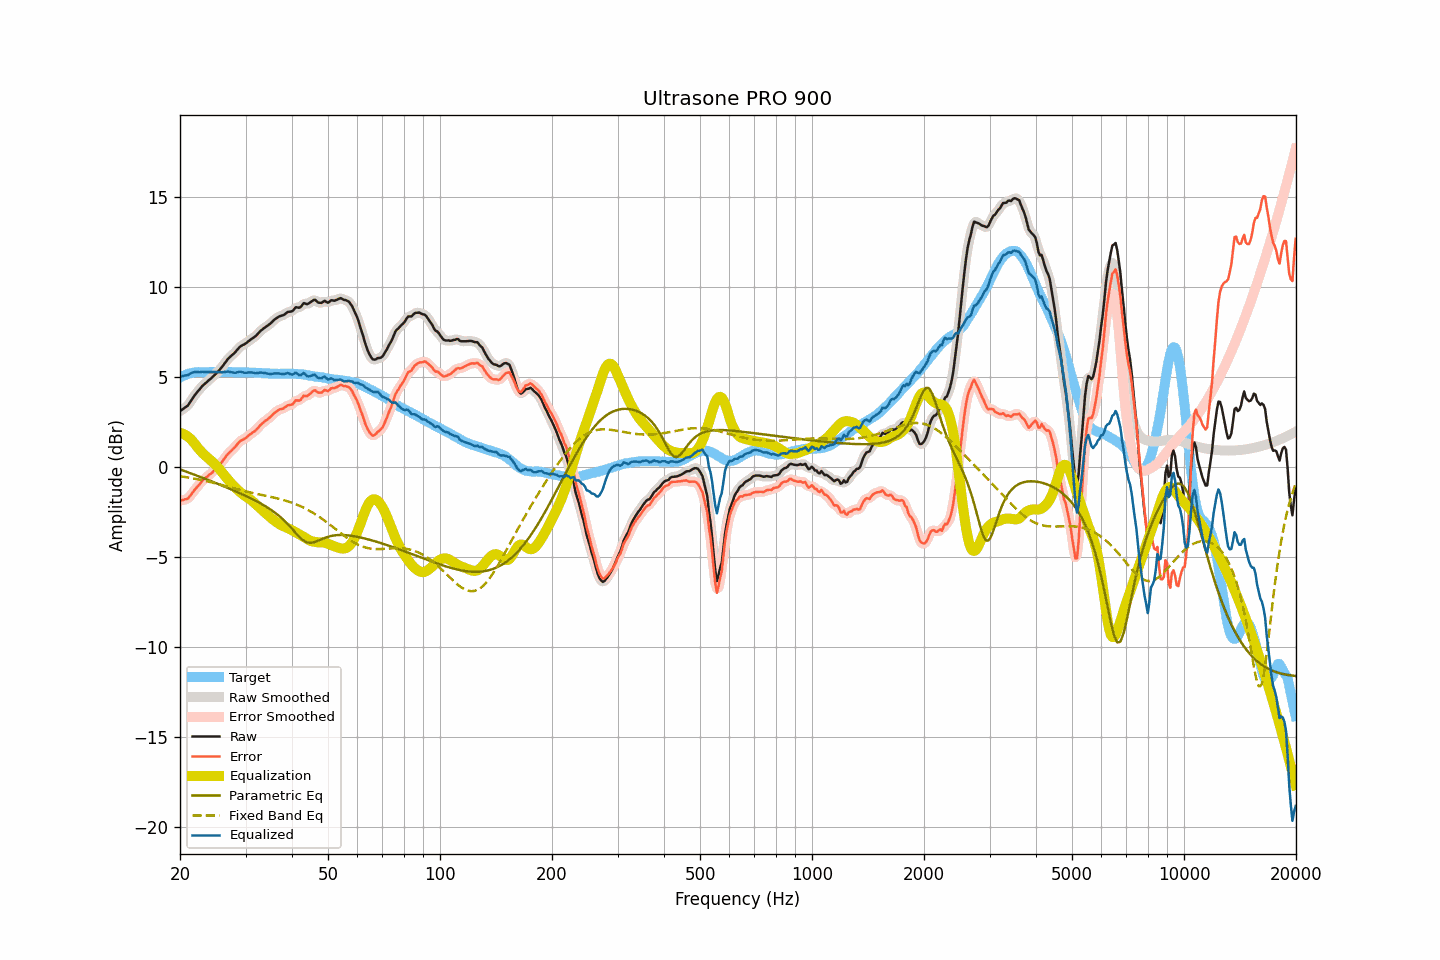 Ultrasone PRO 900
15
10
5
0
−5
−10
−15
−20
Amplitude (dBr)
Target
Raw Smoothed
Error Smoothed
Raw
Error
Equalization
Parametric Eq
Fixed Band Eq
Equalized
20 50 100 200 500 1000 2000 5000 10000 20000
Frequency (Hz)